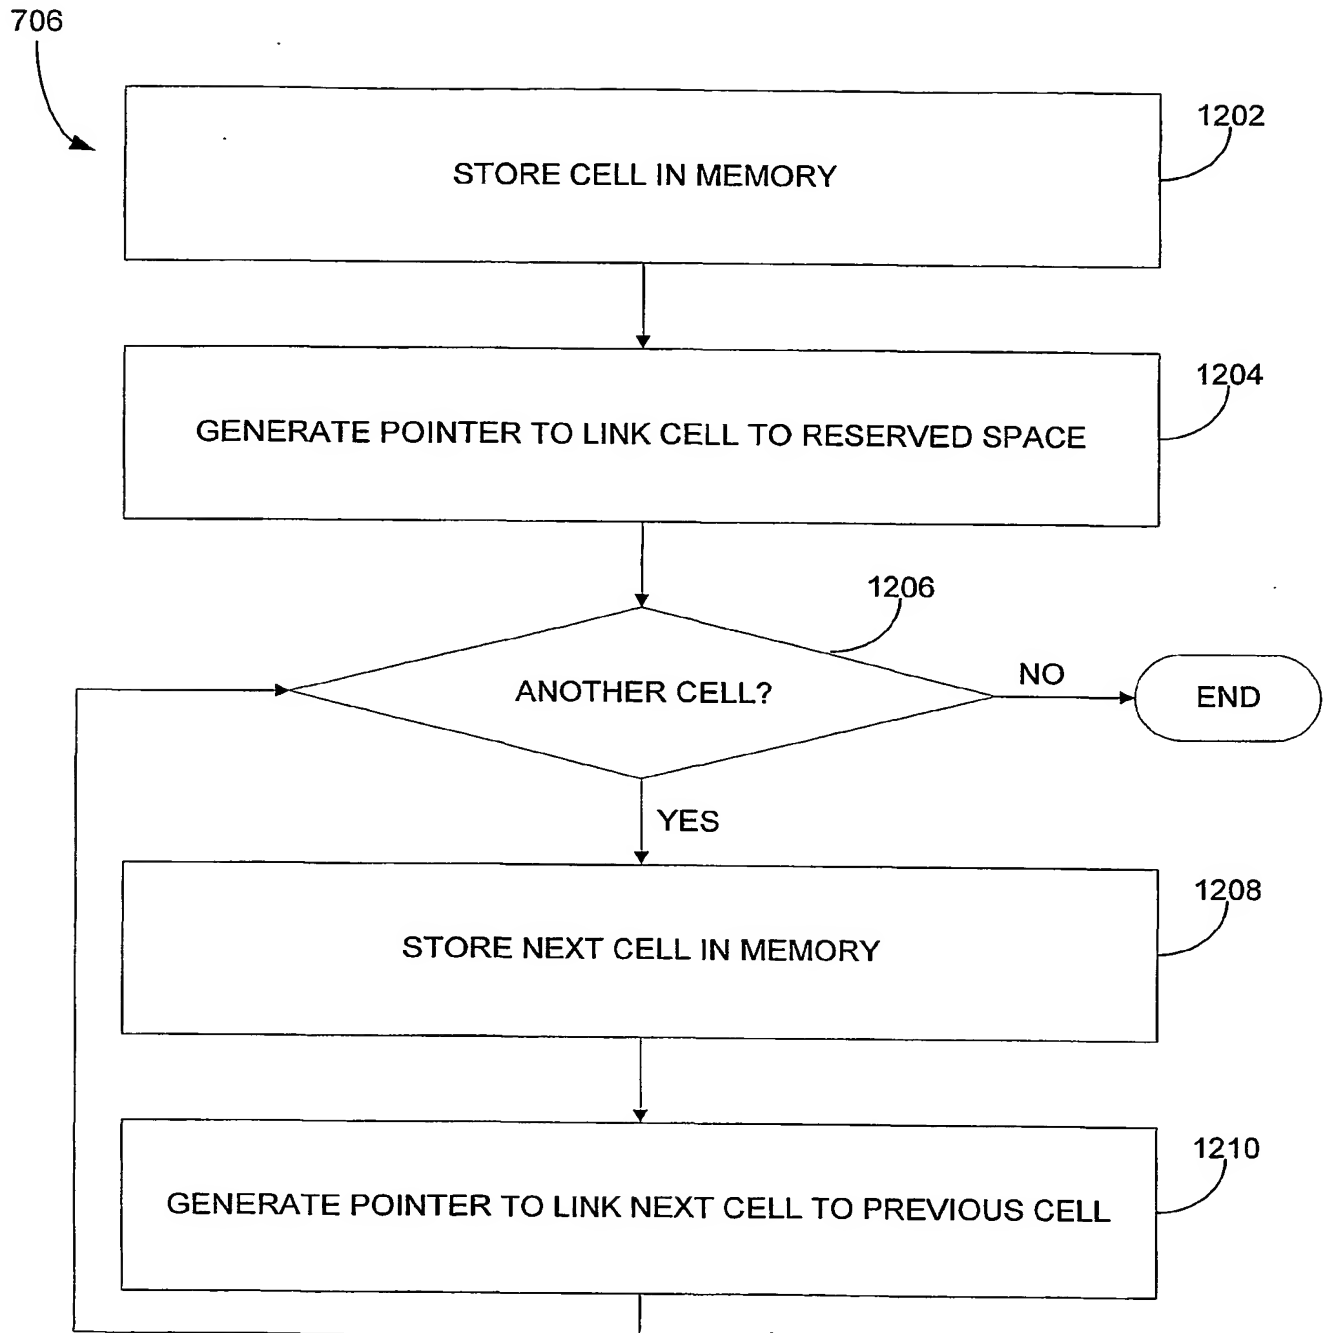 706
1202
STORE CELL IN MEMORY
1204
GENERATE POINTER TO LINK CELL TO RESERVED SPACE
1206
ANOTHER CELL?
NO
END
YES
1208
STORE NEXT CELL IN MEMORY
1210
GENERATE POINTER TO LINK NEXT CELL TO PREVIOUS CELL